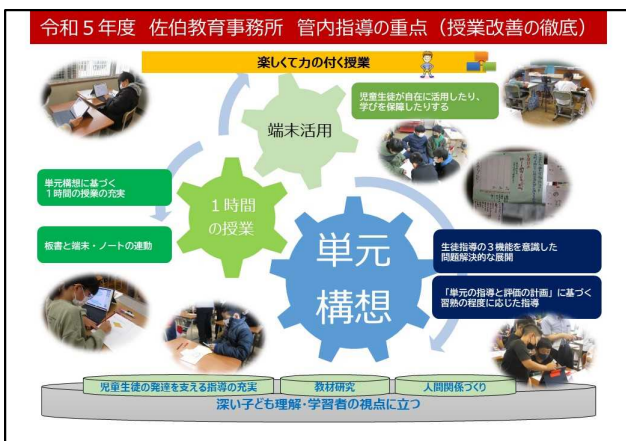 令和５年度 佐伯教育事務所 管内指導の重点（授業改善の徹底）
楽しくて力の付く授業
端末活用
児童生徒が自在に活用したり、
学びを保障したりする
単元構想に基づく
１時間の授業の充実
１時間
の授業
板書と端末・ノートの連動
単元
構想
生徒指導の３機能を意識した
問題解決的な展開
「単元の指導と評価の計画」に基づく
習熟の程度に応じた指導
児童生徒の発達を支える指導の充実
教材研究
人間関係づくり
深い子ども理解・学習者の視点に立つ